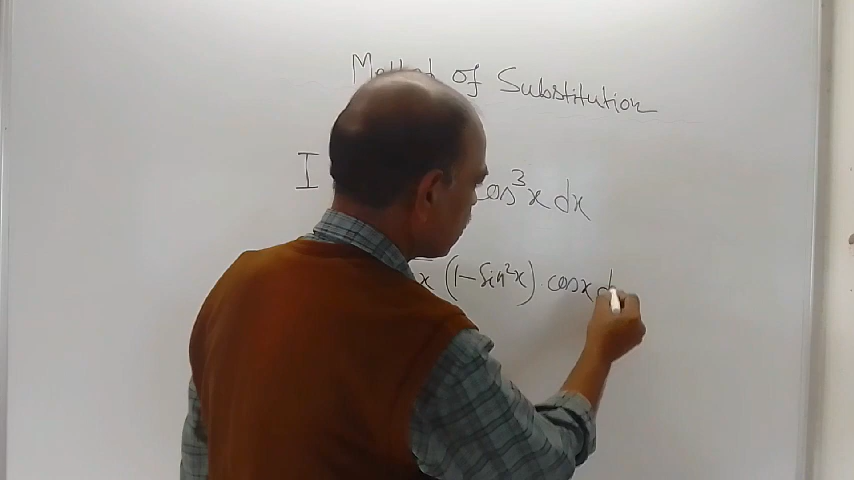 Method of Substitution
I cos³x dx
x (1-Sin²x) cosx d